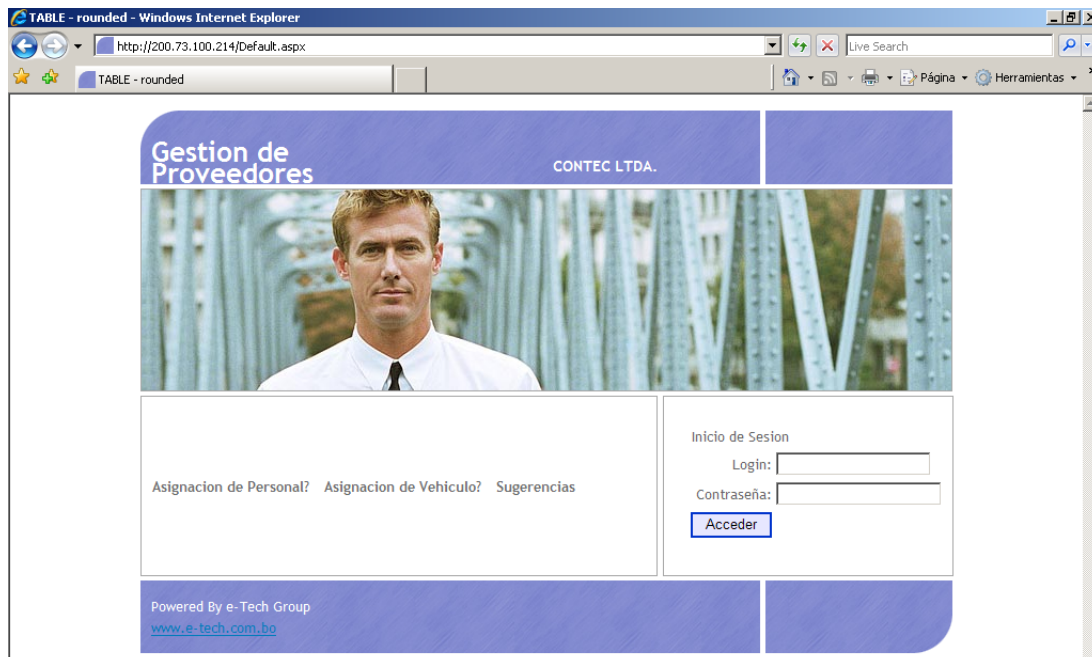 TABLE - rounded - Windows Internet Explorer
http://200.73.100.214/Default.aspx
Live Search
TABLE - rounded
Página
Herramientas
Gestion de
Proveedores
CONTEC LTDA.
Inicio de Sesion
Login:
Contraseña:
Acceder
Asignacion de Personal? Asignacion de Vehiculo? Sugerencias
Powered By e-Tech Group
www.e-tech.com.bo